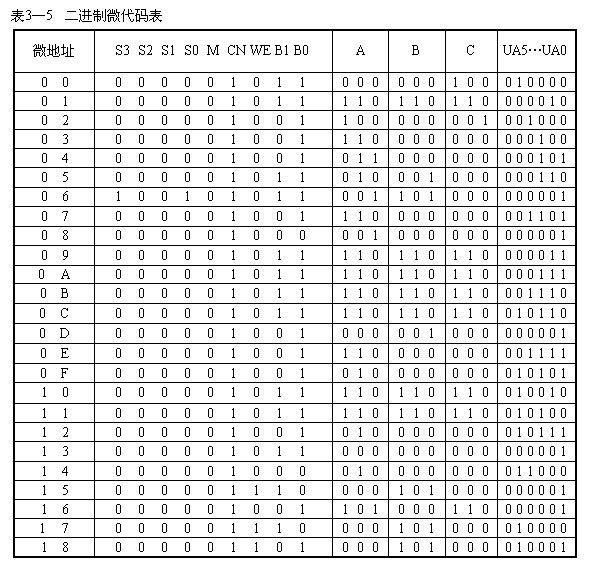 表3—5 二进制微代码表
微地址 S3 S2 S1 S0 M CN WE B1 B0 A B C UA5…UA0
0 0 0 0 0 0 0 1 0 1 1 0 0 0 0 0 0 1 0 0 0 1 0 0 0 0
0 1 0 0 0 0 0 1 0 1 1 1 1 0 1 1 0 1 1 0 0 0 0 0 1 0
0 2 0 0 0 0 0 1 0 0 1 1 0 0 0 0 0 0 0 1 0 0 1 0 0 0
0 3 0 0 0 0 0 1 0 0 1 1 1 0 0 0 0 0 0 0 0 0 0 1 0 0
0 4 0 0 0 0 0 1 0 0 1 0 1 1 0 0 0 0 0 0 0 0 0 1 0 1
0 5 0 0 0 0 0 1 0 1 1 0 1 0 0 0 1 0 0 0 0 0 0 1 1 0
0 6 1 0 0 1 0 1 0 1 1 0 0 1 1 0 1 0 0 0 0 0 0 0 0 1
0 7 0 0 0 0 0 1 0 0 1 1 1 0 0 0 0 0 0 0 0 0 1 1 0 1
0 8 0 0 0 0 0 1 0 0 0 0 0 1 0 0 0 0 0 0 0 0 0 0 0 1
0 9 0 0 0 0 0 1 0 1 1 1 1 0 1 1 0 1 1 0 0 0 0 0 1 1
0 A 0 0 0 0 0 1 0 1 1 1 1 0 1 1 0 1 1 0 0 0 0 1 1 1
0 B 0 0 0 0 0 1 0 1 1 1 1 0 1 1 0 1 1 0 0 0 1 1 1 0
0 C 0 0 0 0 0 1 0 1 1 1 1 0 1 1 0 1 1 0 0 1 0 1 1 0
0 D 0 0 0 0 0 1 0 0 1 0 0 0 0 0 1 0 0 0 0 0 0 0 0 1
0 E 0 0 0 0 0 1 0 0 1 1 1 0 0 0 0 0 0 0 0 0 1 1 1 1
0 F 0 0 0 0 0 1 0 0 1 0 1 0 0 0 0 0 0 0 0 1 0 1 0 1
1 0 0 0 0 0 0 1 0 1 1 1 1 0 1 1 0 1 1 0 0 1 0 0 1 0
1 1 0 0 0 0 0 1 0 1 1 1 1 0 1 1 0 1 1 0 0 1 0 1 0 0
1 2 0 0 0 0 0 1 0 0 1 0 1 0 0 0 0 0 0 0 0 1 0 1 1 1
1 3 0 0 0 0 0 1 0 1 1 0 0 0 0 0 0 0 0 0 0 0 0 0 0 1
1 4 0 0 0 0 0 1 0 0 0 0 1 0 0 0 0 0 0 0 0 1 1 0 0 0
1 5 0 0 0 0 0 1 1 1 0 0 0 0 1 0 1 0 0 0 0 0 0 0 0 1
1 6 0 0 0 0 0 1 0 0 1 1 0 1 0 0 0 1 1 0 0 0 0 0 0 1
1 7 0 0 0 0 0 1 1 1 0 0 0 0 1 0 1 0 0 0 0 1 0 0 0 0
1 8 0 0 0 0 0 1 1 0 1 0 0 0 1 0 1 0 0 0 0 1 0 0 0 1